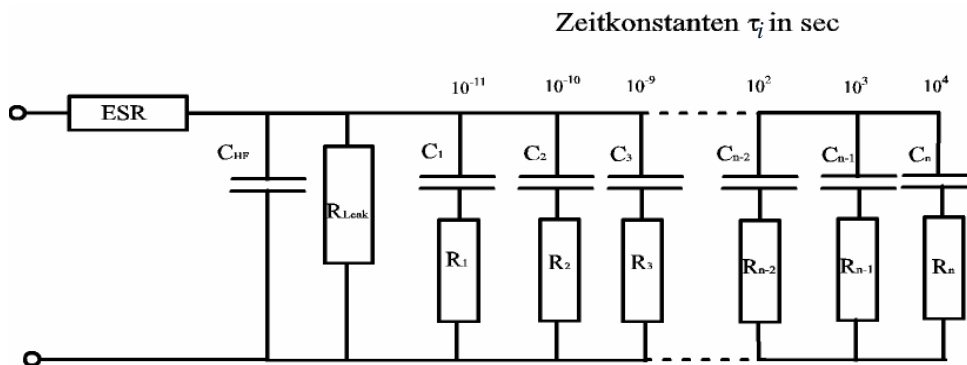 Zeitkonstanten τi in sec
10⁻¹¹ 10⁻¹⁰ 10⁻⁹ 10² 10³ 10⁴
ESR
CHF C1 C2 C3 Cn-2 Cn-1 Cn
RLeak
R1 R2 R3 Rn-2 Rn-1 Rn